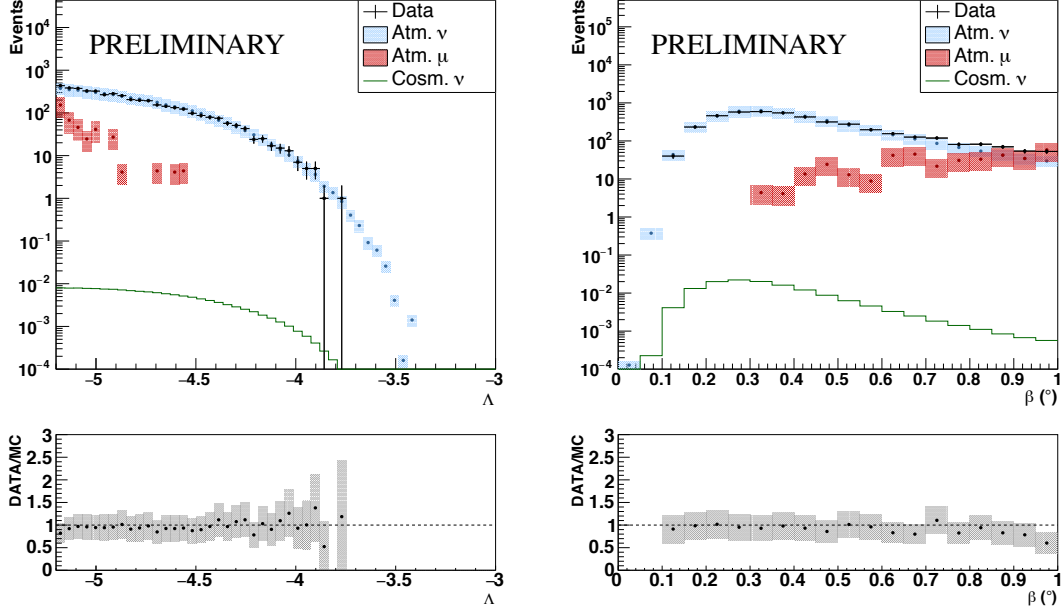 Events
PRELIMINARY
Data
Atm. ν
Atm. μ
Cosm. ν
10⁴
10³
10²
10
1
10⁻¹
10⁻²
10⁻³
10⁻⁴
−5 −4.5 −4 −3.5 −3
Λ
DATA/MC
3
2.5
2
1.5
1
0.5
0
−5 −4.5 −4 −3.5 −3
Λ
Events
PRELIMINARY
Data
Atm. ν
Atm. μ
Cosm. ν
10⁵
10⁴
10³
10²
10
1
10⁻¹
10⁻²
10⁻³
10⁻⁴
0 0.1 0.2 0.3 0.4 0.5 0.6 0.7 0.8 0.9 1
β (°)
DATA/MC
3
2.5
2
1.5
1
0.5
0
0 0.1 0.2 0.3 0.4 0.5 0.6 0.7 0.8 0.9 1
β (°)